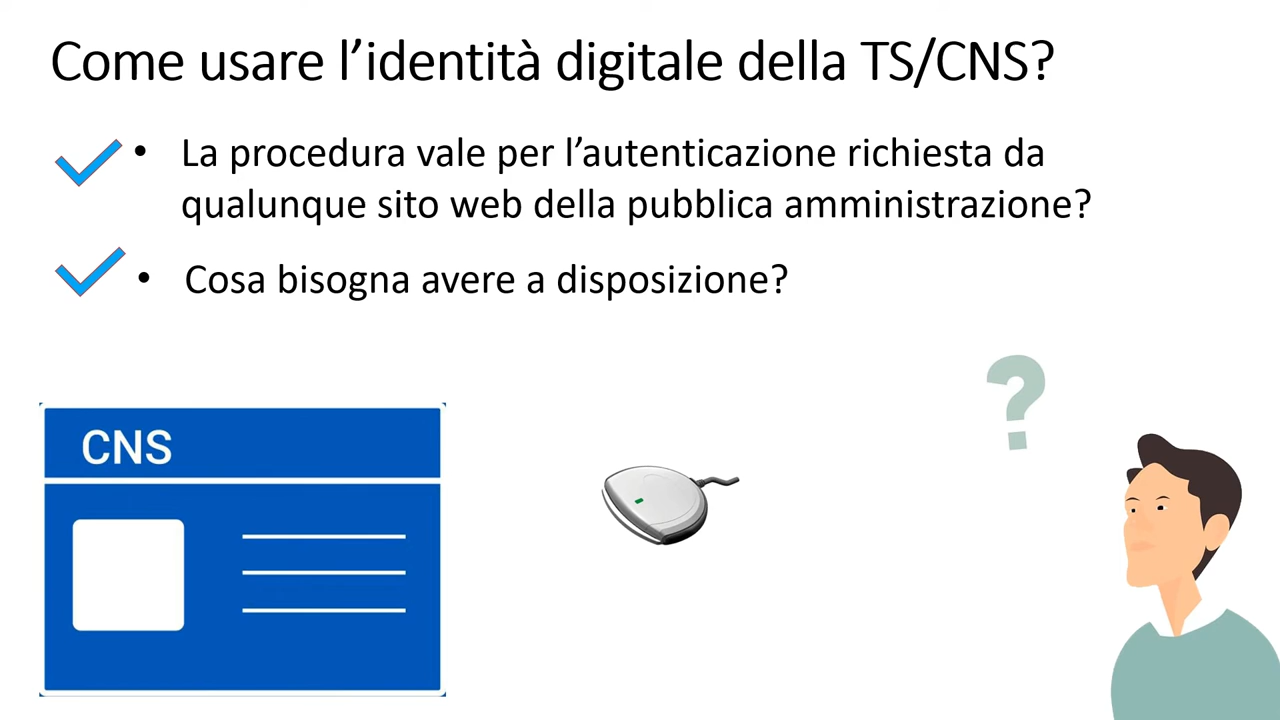 Come usare l’identità digitale della TS/CNS?
• La procedura vale per l’autenticazione richiesta da
qualunque sito web della pubblica amministrazione?
• Cosa bisogna avere a disposizione?
?
CNS